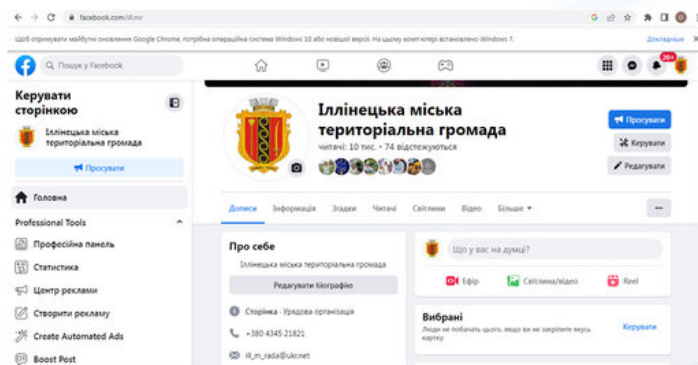 facebook.com/ill.mr
Щоб отримувати майбутні оновлення Google Chrome, потрібна операційна система Windows 10 або новішої версії. На цьому комп'ютері встановлено Windows 7.
Докладніше
Пошук у Facebook
20+
Керувати сторінкою
Іллінецька міська територіальна громада
Просувати
Головна
Professional Tools
Професійна панель
Статистика
Центр реклами
Створити рекламу
Create Automated Ads
Boost Post
Іллінецька міська
територіальна громада
читачі: 10 тис. • 74 відстежуються
Просувати
Керувати
Редагувати
Дописи Інформація Згадки Читачі Світлини Відео Більше
Про себе
Іллінецька міська територіальна громада
Редагувати біографію
Сторінка · Урядова організація
+380 4345 21821
ill_m_rada@ukr.net
Що у вас на думці?
Ефір Світлина/відео Reel
Вибрані
Люди не побачать цього, якщо ви не закріпите якусь
картку.
Керувати